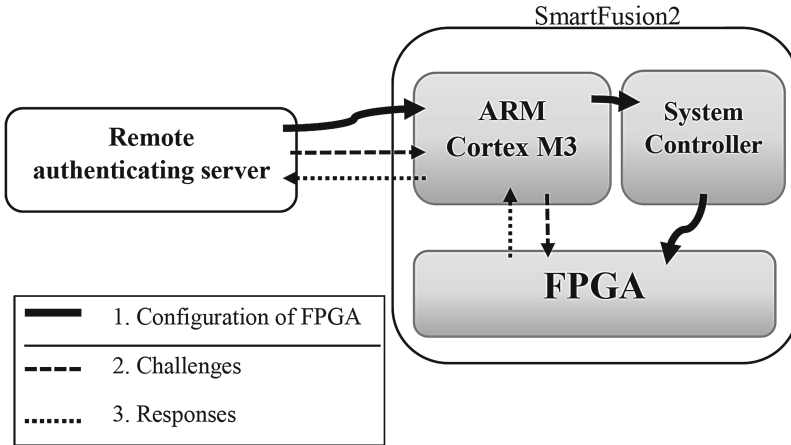 SmartFusion2
Remote
authenticating server
ARM
Cortex M3
System
Controller
FPGA
1. Configuration of FPGA
2. Challenges
3. Responses